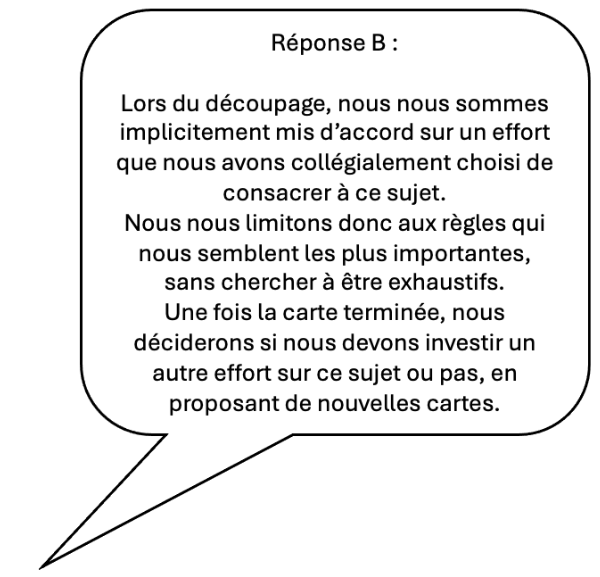 Réponse B :
Lors du découpage, nous nous sommes
implicitement mis d’accord sur un effort
que nous avons collégialement choisi de
consacrer à ce sujet.
Nous nous limitons donc aux règles qui
nous semblent les plus importantes,
sans chercher à être exhaustifs.
Une fois la carte terminée, nous
déciderons si nous devons investir un
autre effort sur ce sujet ou pas, en
proposant de nouvelles cartes.